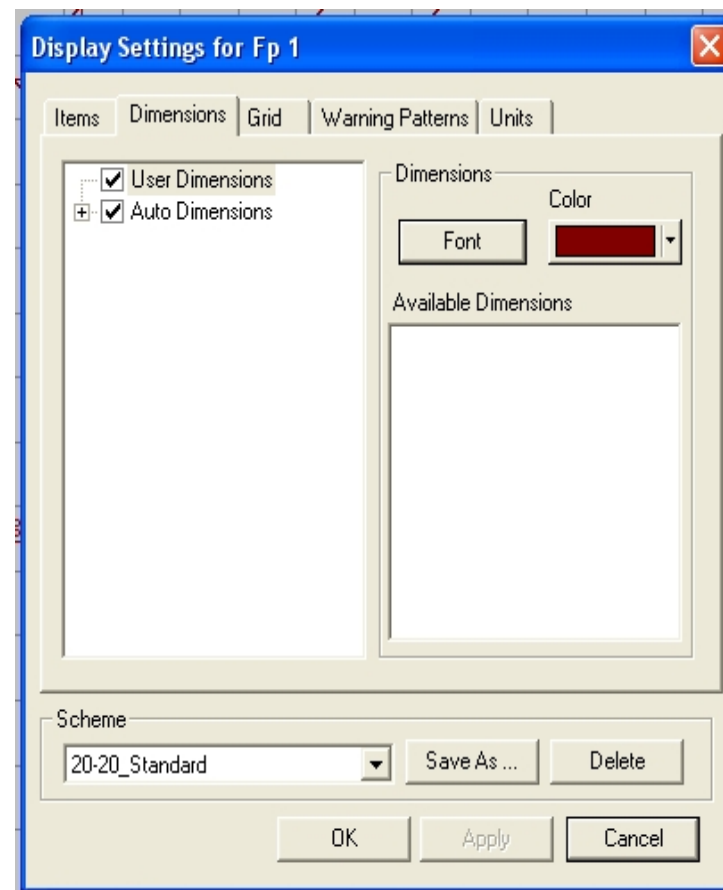 Display Settings for Fp 1
Items Dimensions Grid Warning Patterns Units
User Dimensions
Auto Dimensions
Dimensions
Color
Font
Available Dimensions
Scheme
20-20_Standard
Save As ...
Delete
OK
Apply
Cancel